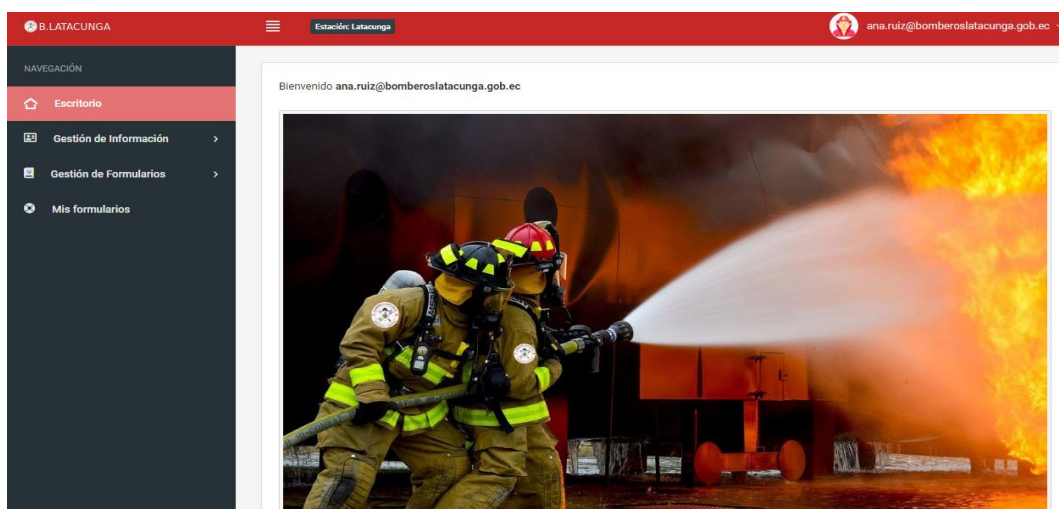 B.LATACUNGA
Estación: Latacunga
ana.ruiz@bomberoslatacunga.gob.ec
NAVEGACIÓN
Escritorio
Gestión de Información
Gestión de Formularios
Mis formularios
Bienvenido ana.ruiz@bomberoslatacunga.gob.ec